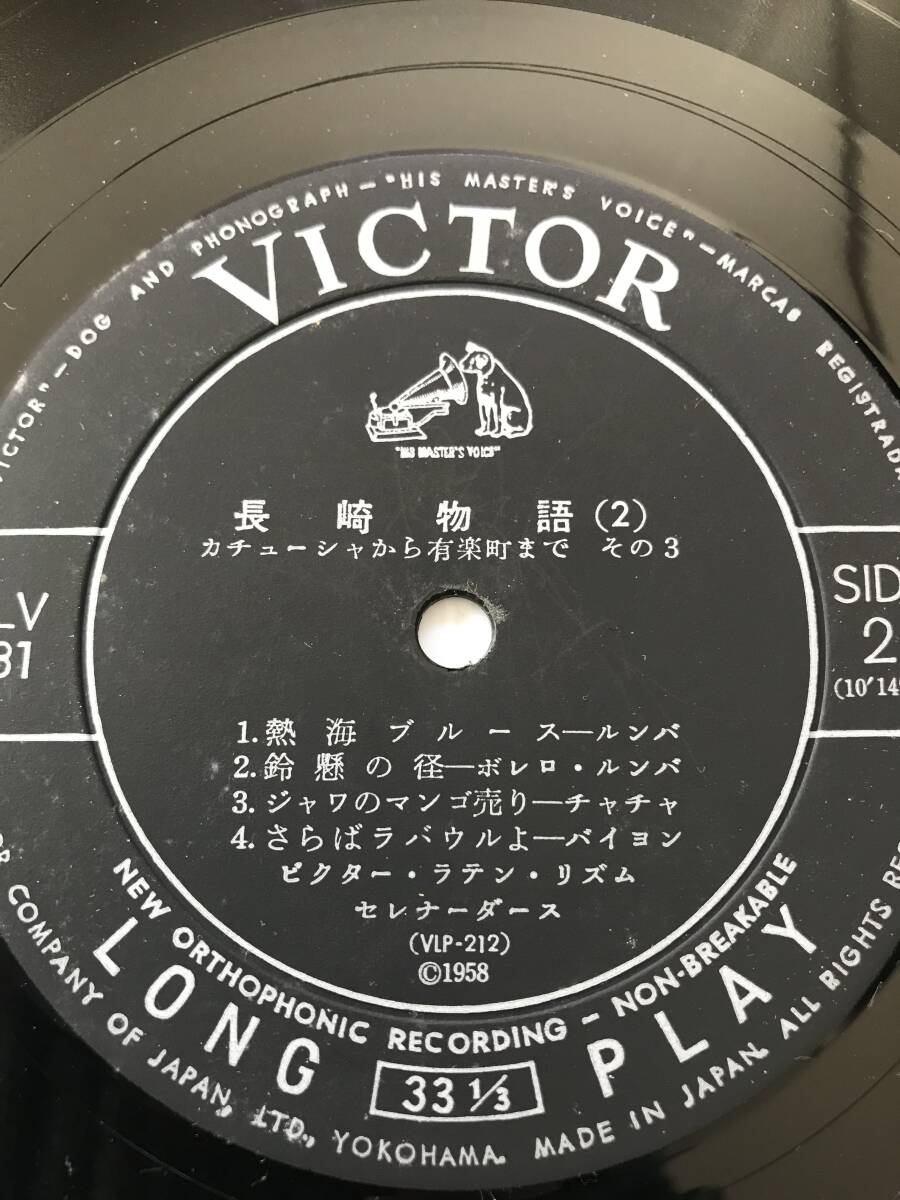 VICTOR" — DOG AND PHONOGRAPH — "HIS MASTER'S VOICE" — MARCAS REGISTRADA
VICTOR
"HIS MASTER'S VOICE"
長崎物語(2)
カチューシャから有楽町まで その3
LV
31
SID
2
(10'14
1. 熱海ブルース―ルンバ
2. 鈴懸の径―ボレロ・ルンバ
3. ジャワのマンゴ売り―チャチャ
4. さらばラバウルよ―バイヨン
ビクター・ラテン・リズム
セレナーダース
(VLP-212)
©1958
NEW ORTHOPHONIC RECORDING - NON-BREAKABLE
LONG 33 1/3 PLAY
COMPANY OF JAPAN, LTD., YOKOHAMA. MADE IN JAPAN. ALL RIGHTS